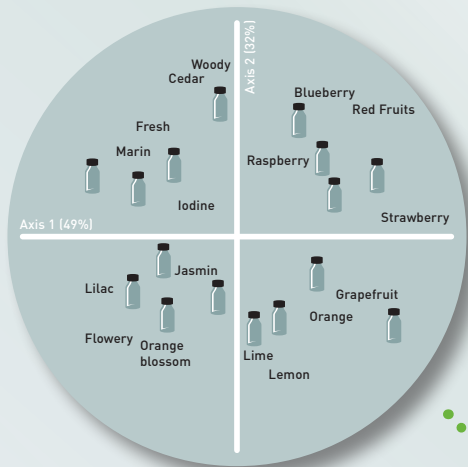 Woody
Cedar
Axis 2 (32%)
Blueberry
Red Fruits
Fresh
Marin
Raspberry
Iodine
Strawberry
Axis 1 (49%)
Jasmin
Lilac
Grapefruit
Orange
Flowery
Orange
blossom
Lime
Lemon